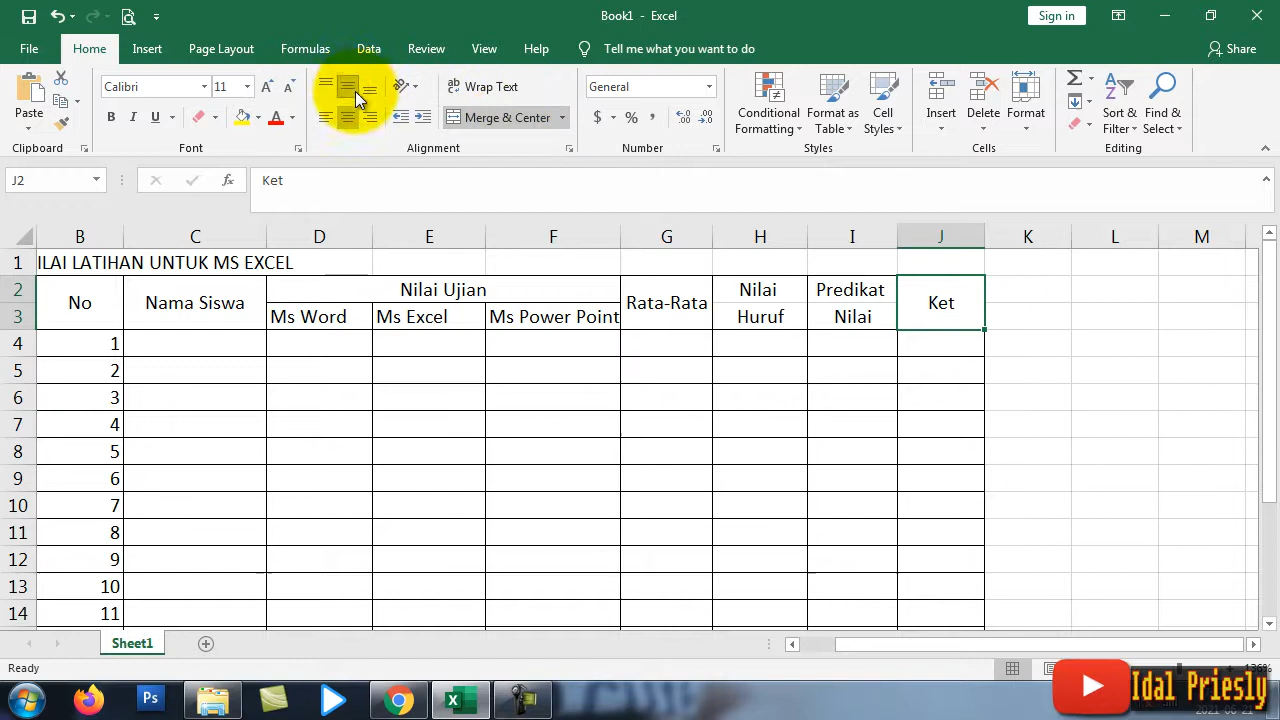 Book1 - Excel
Sign in
File Home Insert Page Layout Formulas Data Review View Help Tell me what you want to do Share
Paste
Calibri 11
B I U A
ab Wrap Text
Merge & Center
General
$ % ,
Conditional Formatting
Format as Table
Cell Styles
Insert Delete Format
Sort & Filter
Find & Select
Clipboard Font Alignment Number Styles Cells Editing
J2 fx Ket
B C D E F G H I J K L M
1 ILAI LATIHAN UNTUK MS EXCEL
2 No Nama Siswa Nilai Ujian Rata-Rata Nilai Predikat Ket
3 Ms Word Ms Excel Ms Power Point Huruf Nilai
4 1
5 2
6 3
7 4
8 5
9 6
10 7
11 8
12 9
13 10
14 11
Sheet1
Ready
Ps
Idal Priesly